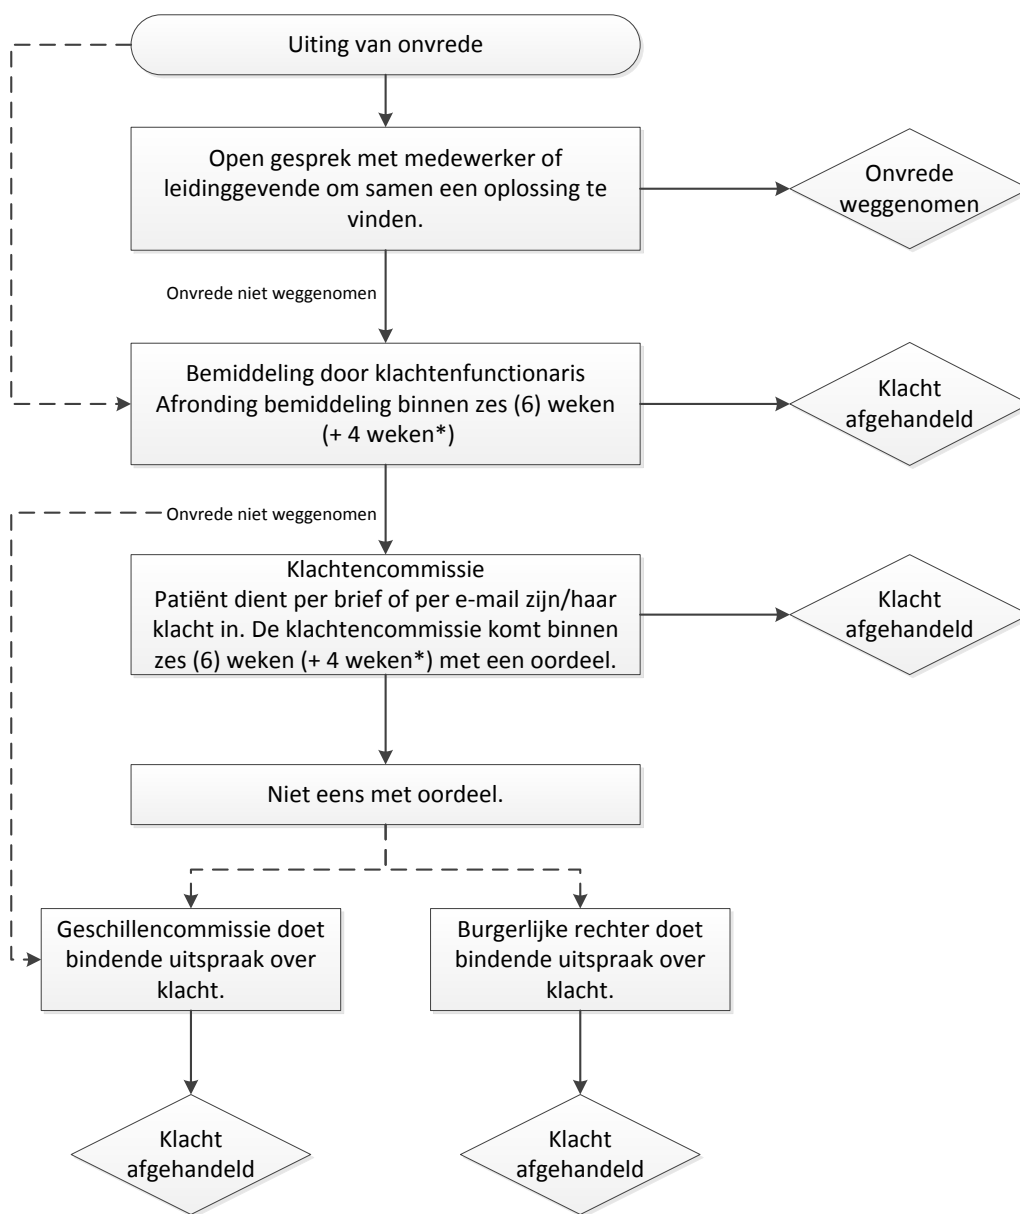 Uiting van onvrede
Open gesprek met medewerker of
leidinggevende om samen een oplossing te
vinden.
Onvrede
weggenomen
Onvrede niet weggenomen
Bemiddeling door klachtenfunctionaris
Afronding bemiddeling binnen zes (6) weken
(+ 4 weken*)
Klacht
afgehandeld
Onvrede niet weggenomen
Klachtencommissie
Patiënt dient per brief of per e-mail zijn/haar
klacht in. De klachtencommissie komt binnen
zes (6) weken (+ 4 weken*) met een oordeel.
Klacht
afgehandeld
Niet eens met oordeel.
Geschillencommissie doet
bindende uitspraak over
klacht.
Burgerlijke rechter doet
bindende uitspraak over
klacht.
Klacht
afgehandeld
Klacht
afgehandeld